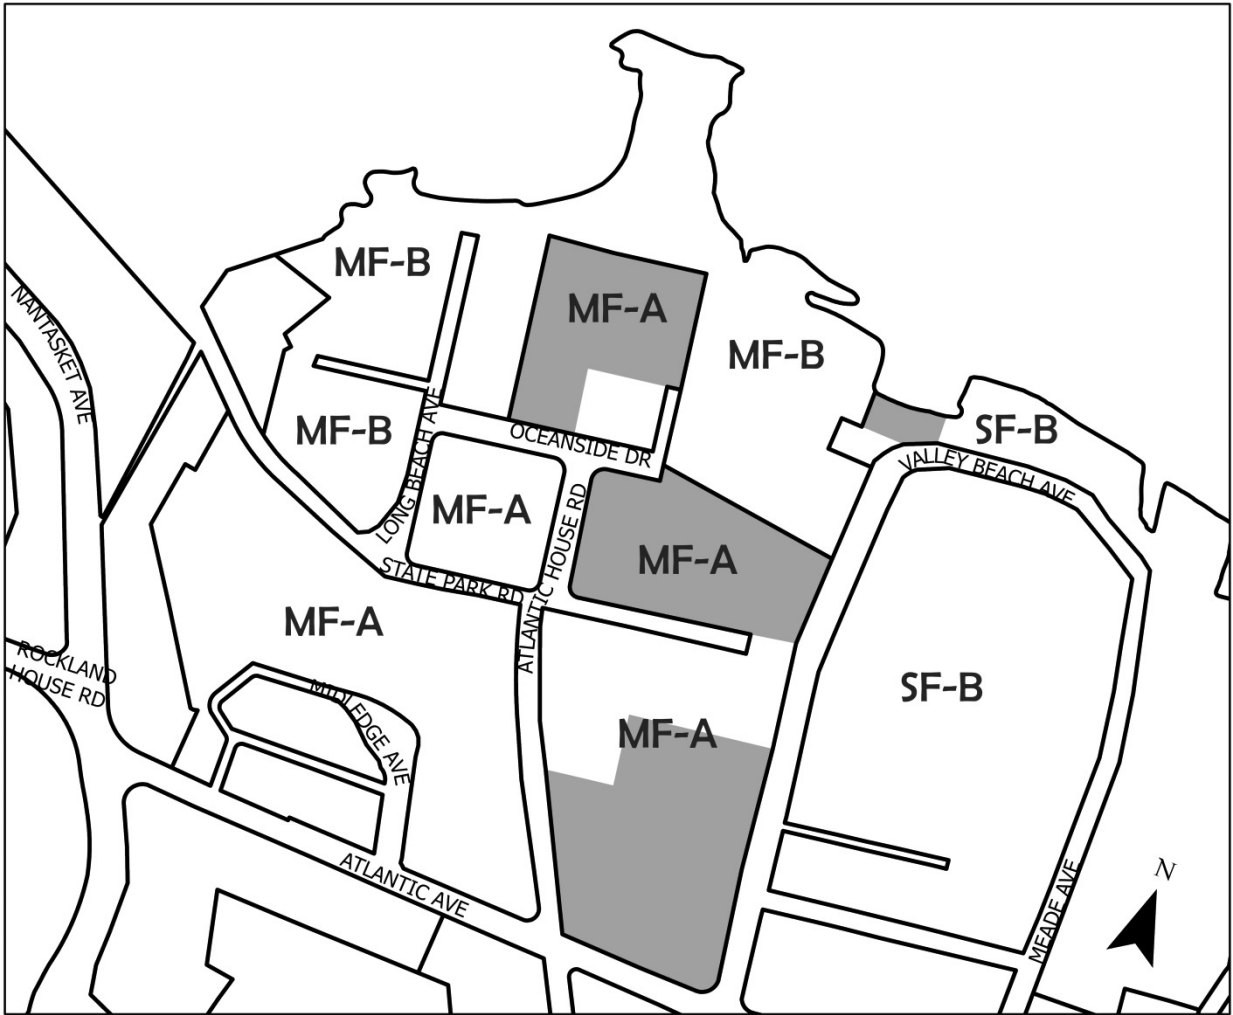 MF-B
MF-A
NANTASKET AVE
MF-B
MF-B
OCEANSIDE DR
SF-B
VALLEY BEACH AVE
LONG BEACH AVE
MF-A
ATLANTIC HOUSE RD
MF-A
STATE PARK RD
MF-A
ROCKLAND
HOUSE RD
MIDLEDGE AVE
MF-A
SF-B
ATLANTIC AVE
MEADE AVE
N